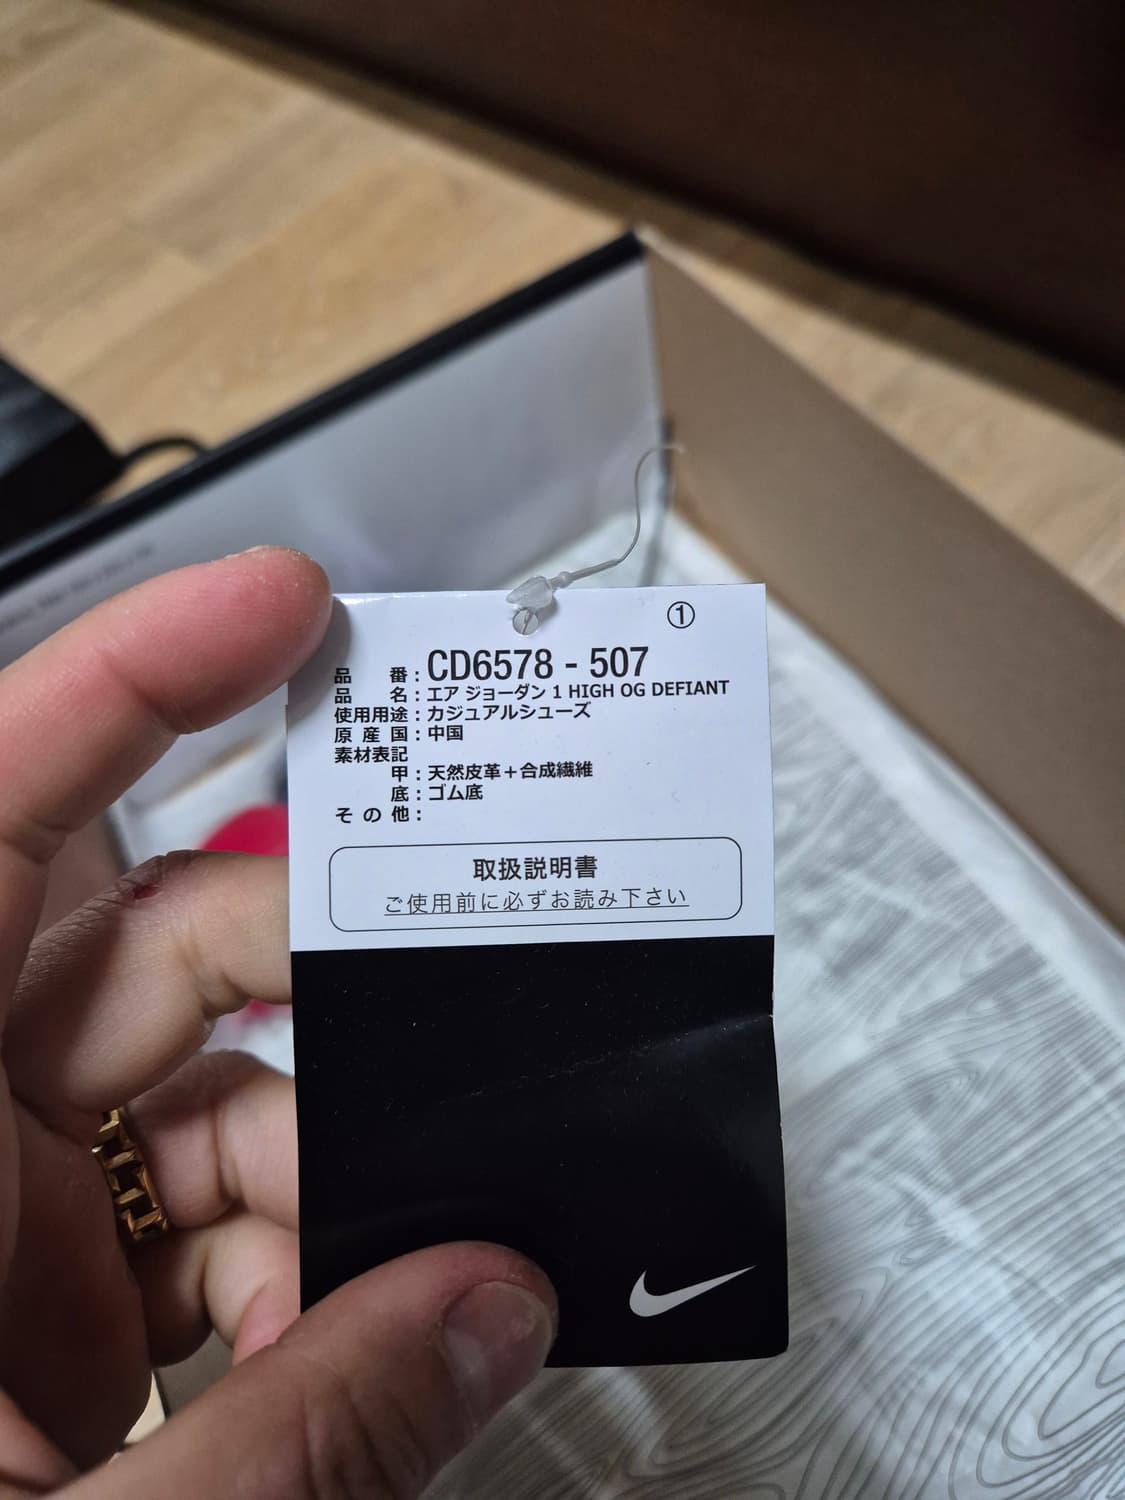 ①
品番：CD6578 - 507
品名：エア ジョーダン 1 HIGH OG DEFIANT
使用用途：カジュアルシューズ
原産国：中国
素材表記
甲：天然皮革＋合成繊維
底：ゴム底
その他：
取扱説明書
ご使用前に必ずお読み下さい